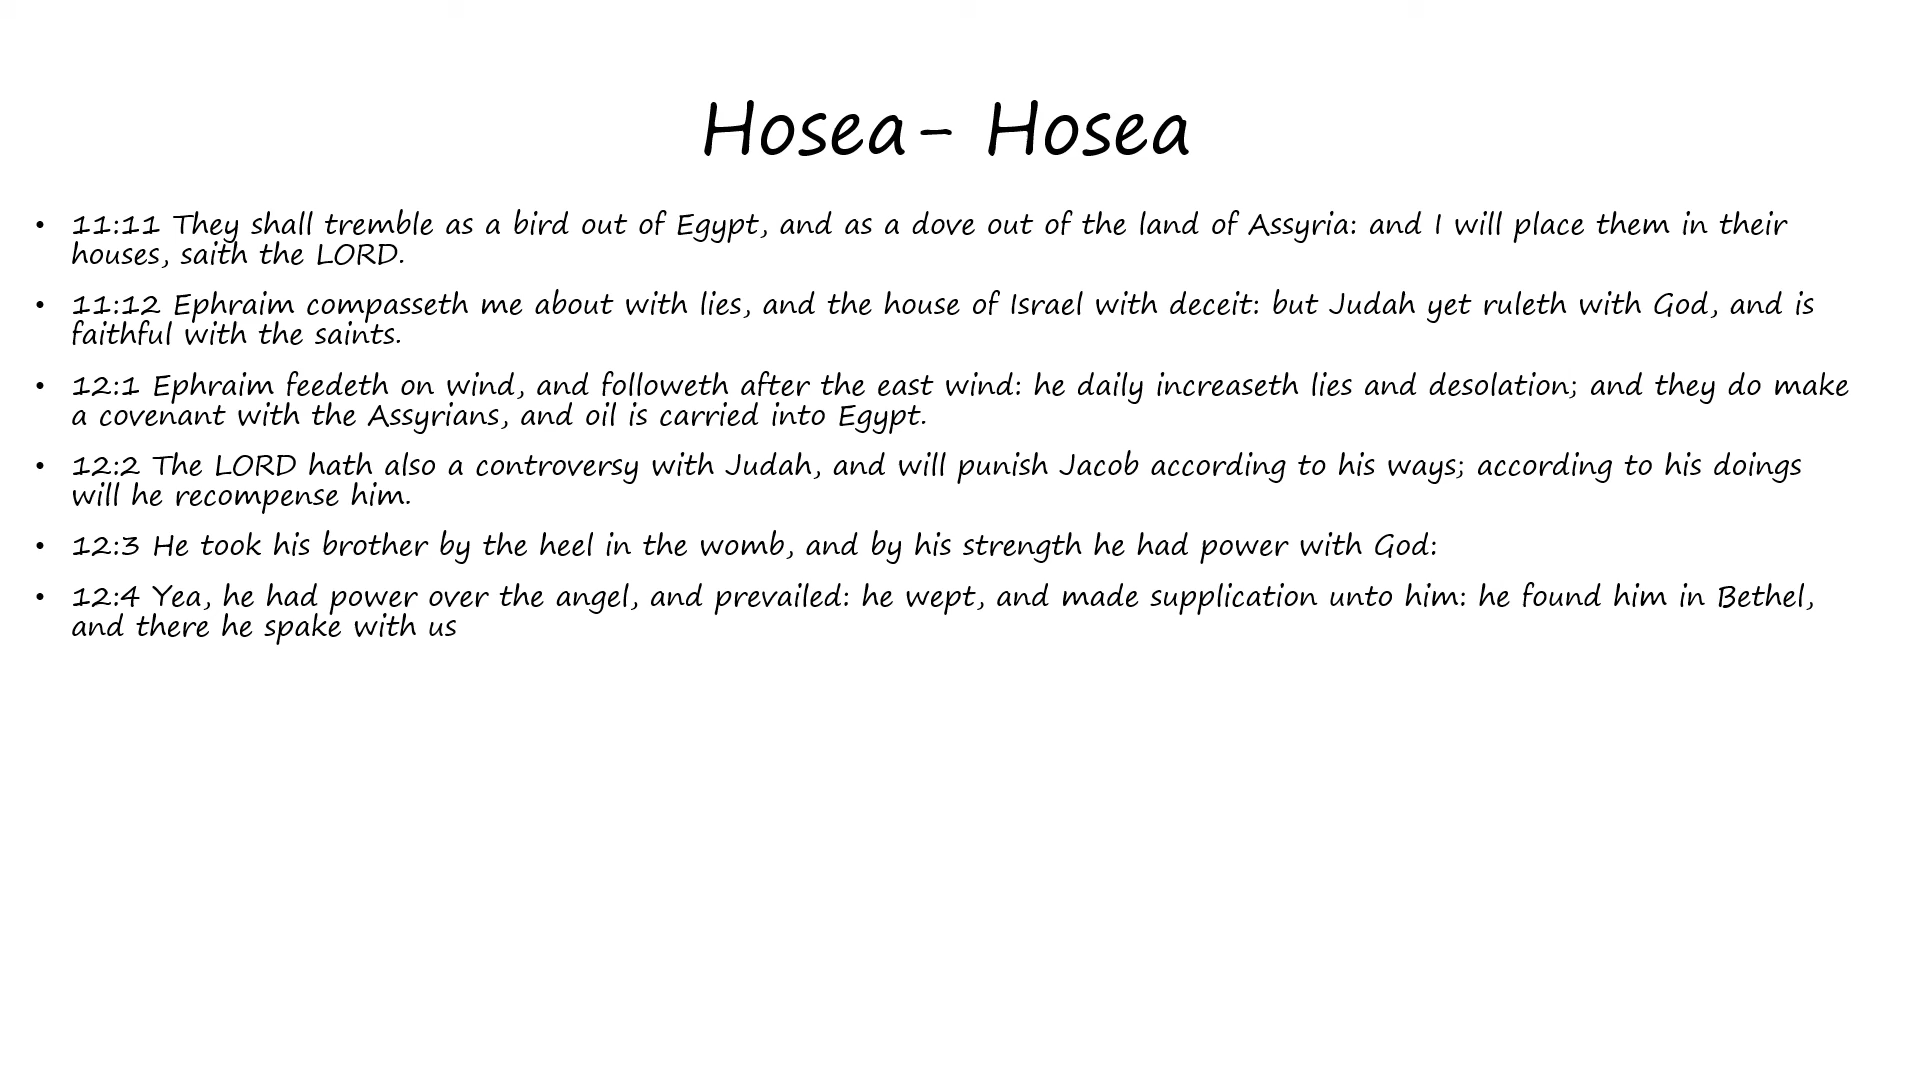 Hosea- Hosea
• 11:11 They shall tremble as a bird out of Egypt, and as a dove out of the land of Assyria: and I will place them in their
houses, saith the LORD.
• 11:12 Ephraim compasseth me about with lies, and the house of Israel with deceit: but Judah yet ruleth with God, and is
faithful with the saints.
• 12:1 Ephraim feedeth on wind, and followeth after the east wind: he daily increaseth lies and desolation; and they do make
a covenant with the Assyrians, and oil is carried into Egypt.
• 12:2 The LORD hath also a controversy with Judah, and will punish Jacob according to his ways; according to his doings
will he recompense him.
• 12:3 He took his brother by the heel in the womb, and by his strength he had power with God:
• 12:4 Yea, he had power over the angel, and prevailed: he wept, and made supplication unto him: he found him in Bethel,
and there he spake with us